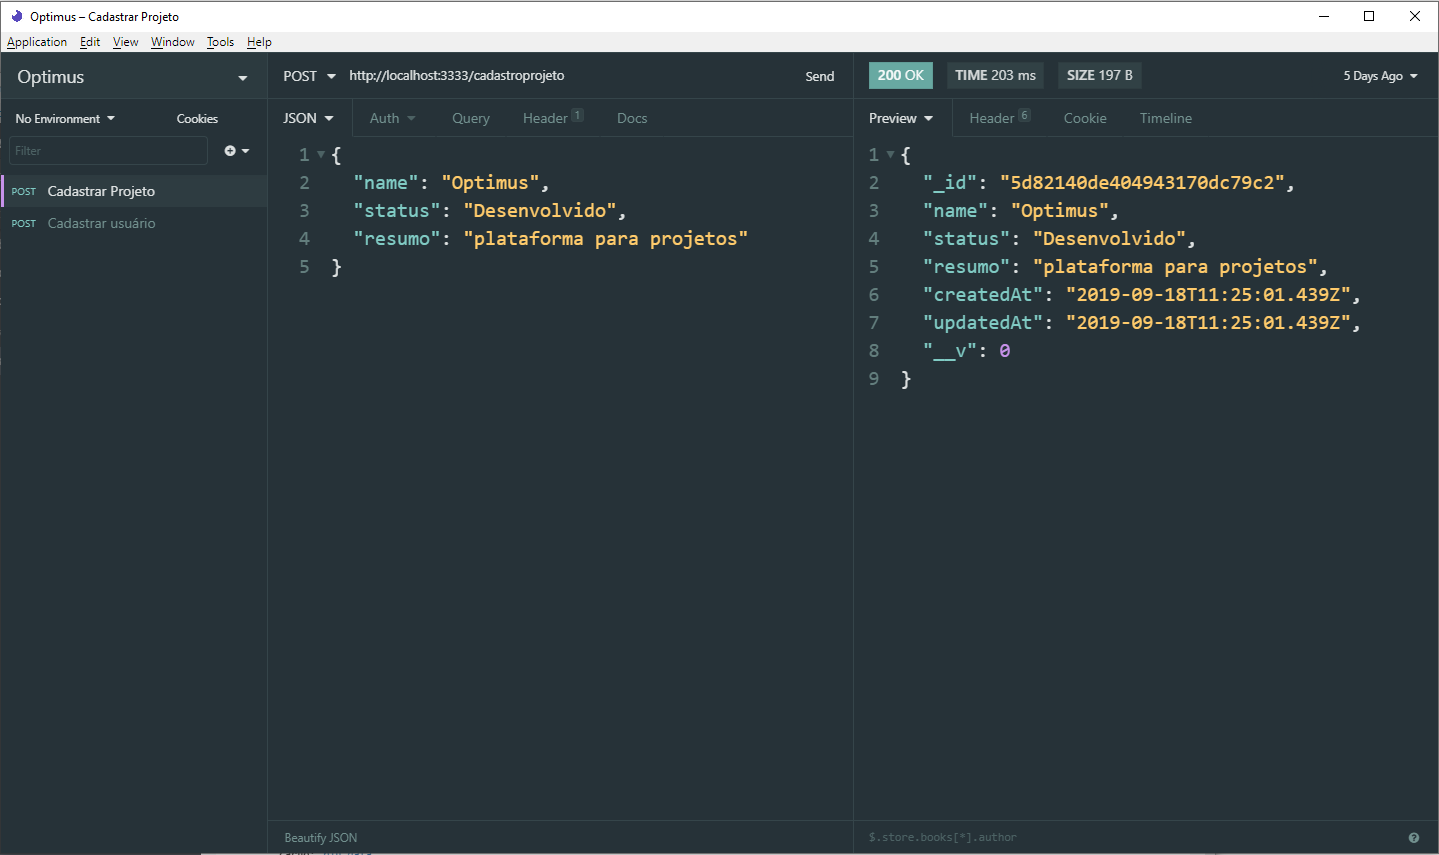 Optimus – Cadastrar Projeto
Application Edit View Window Tools Help
Optimus
No Environment Cookies
Filter
POST Cadastrar Projeto
POST Cadastrar usuário
POST http://localhost:3333/cadastroprojeto Send
JSON Auth Query Header 1 Docs
1 {
2 "name": "Optimus",
3 "status": "Desenvolvido",
4 "resumo": "plataforma para projetos"
5 }
Beautify JSON
200 OK TIME 203 ms SIZE 197 B 5 Days Ago
Preview Header 6 Cookie Timeline
1 {
2 "_id": "5d82140de404943170dc79c2",
3 "name": "Optimus",
4 "status": "Desenvolvido",
5 "resumo": "plataforma para projetos",
6 "createdAt": "2019-09-18T11:25:01.439Z",
7 "updatedAt": "2019-09-18T11:25:01.439Z",
8 "__v": 0
9 }
$.store.books[*].author